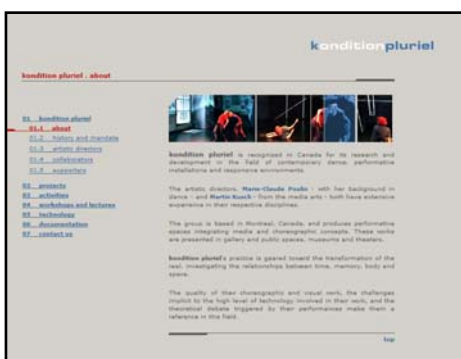 konditionpluriel
kondition pluriel . about
01 kondition pluriel
01.1 about
01.2 history and mandate
01.3 artistic directors
01.4 collaborators
01.5 supporters
02 projects
03 activities
04 workshops and lectures
05 technology
06 documentation
07 contact us
kondition pluriel is recognized in Canada for its research and
development in the field of contemporary dance, performative
installations and responsive environments.
The artistic directors, Marie-Claude Poulin - with her background in
dance - and Martin Kusch - from the media arts - both have extensive
experience in their respective disciplines.
The group is based in Montreal, Canada, and produces performative
spaces integrating media and choreographic concepts. These works
are presented in gallery and public spaces, museums and theaters.
kondition pluriel's practice is geared toward the transformation of the
real, investigating the relationships between time, memory, body and
space.
The quality of their choreography and visual work, the challenges
implicit to the high level of technology involved in their work, and the
theoretical debate triggered by their performances make them a
reference in this field.
top